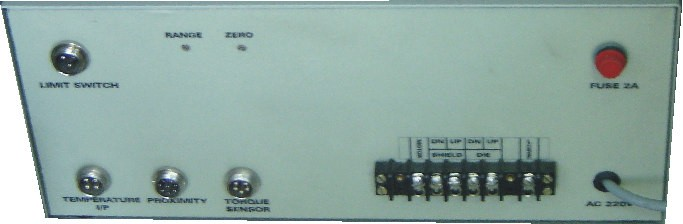 RANGE ZERO
LIMIT SWITCH
FUSE 2A
DN UP DN UP
SHIELD DIE
TEMPERATURE PROXIMITY TORQUE
I/P SENSOR
AC 220V